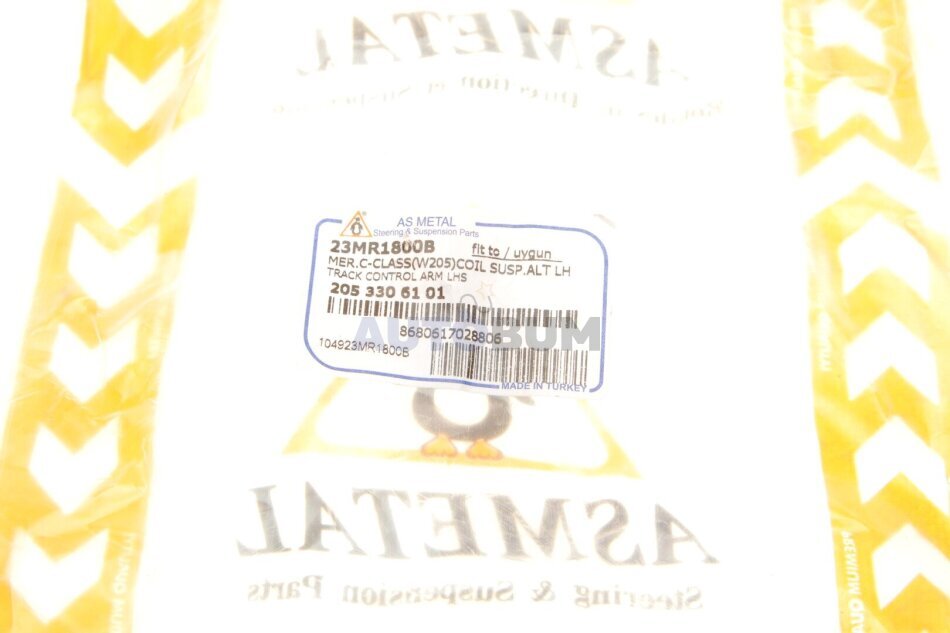 ASMETAL
AS METAL
Steering & Suspension Parts
23MR1800B fit to / uygun
MER.C-CLASS(W205)COIL SUSP.ALT LH
TRACK CONTROL ARM LHS
205 330 61 01
AUTOBUM
8680617028806
104923MR1800B
MADE IN TURKEY
ASMETAL
Steering & Suspension Parts